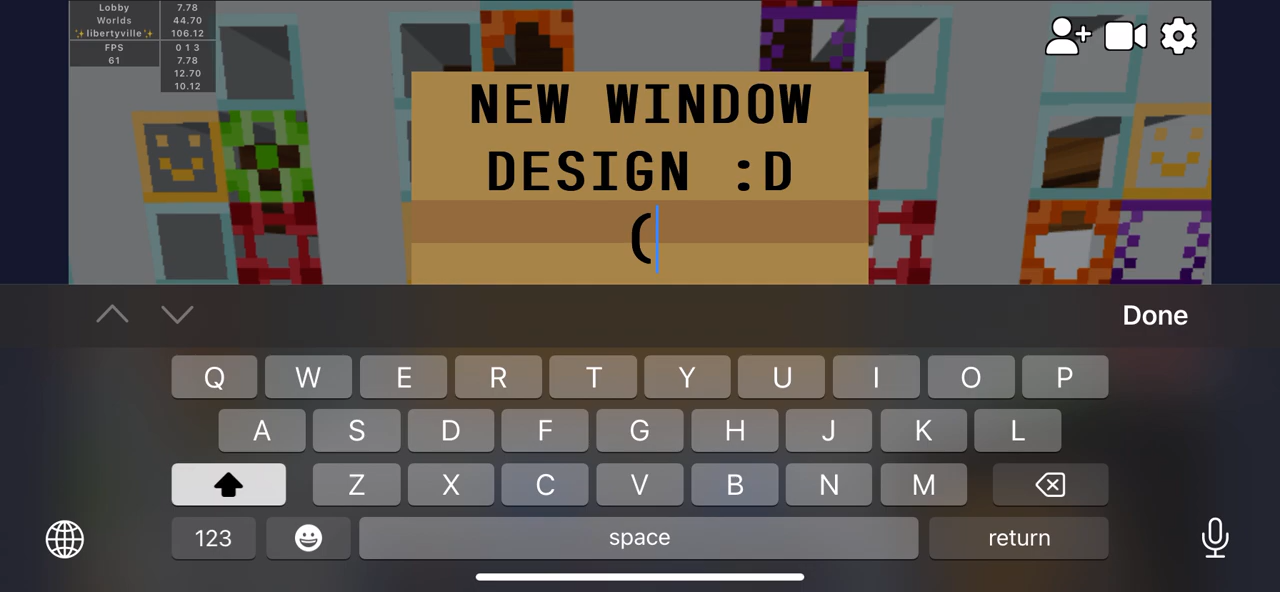 Lobby 7.78
Worlds 44.70
✨libertyville✨ 106.12
FPS 0 1 3
61 7.78
12.70
10.12
NEW WINDOW
DESIGN :D
(
Done
Q W E R T Y U I O P
A S D F G H J K L
Z X C V B N M
123 space return